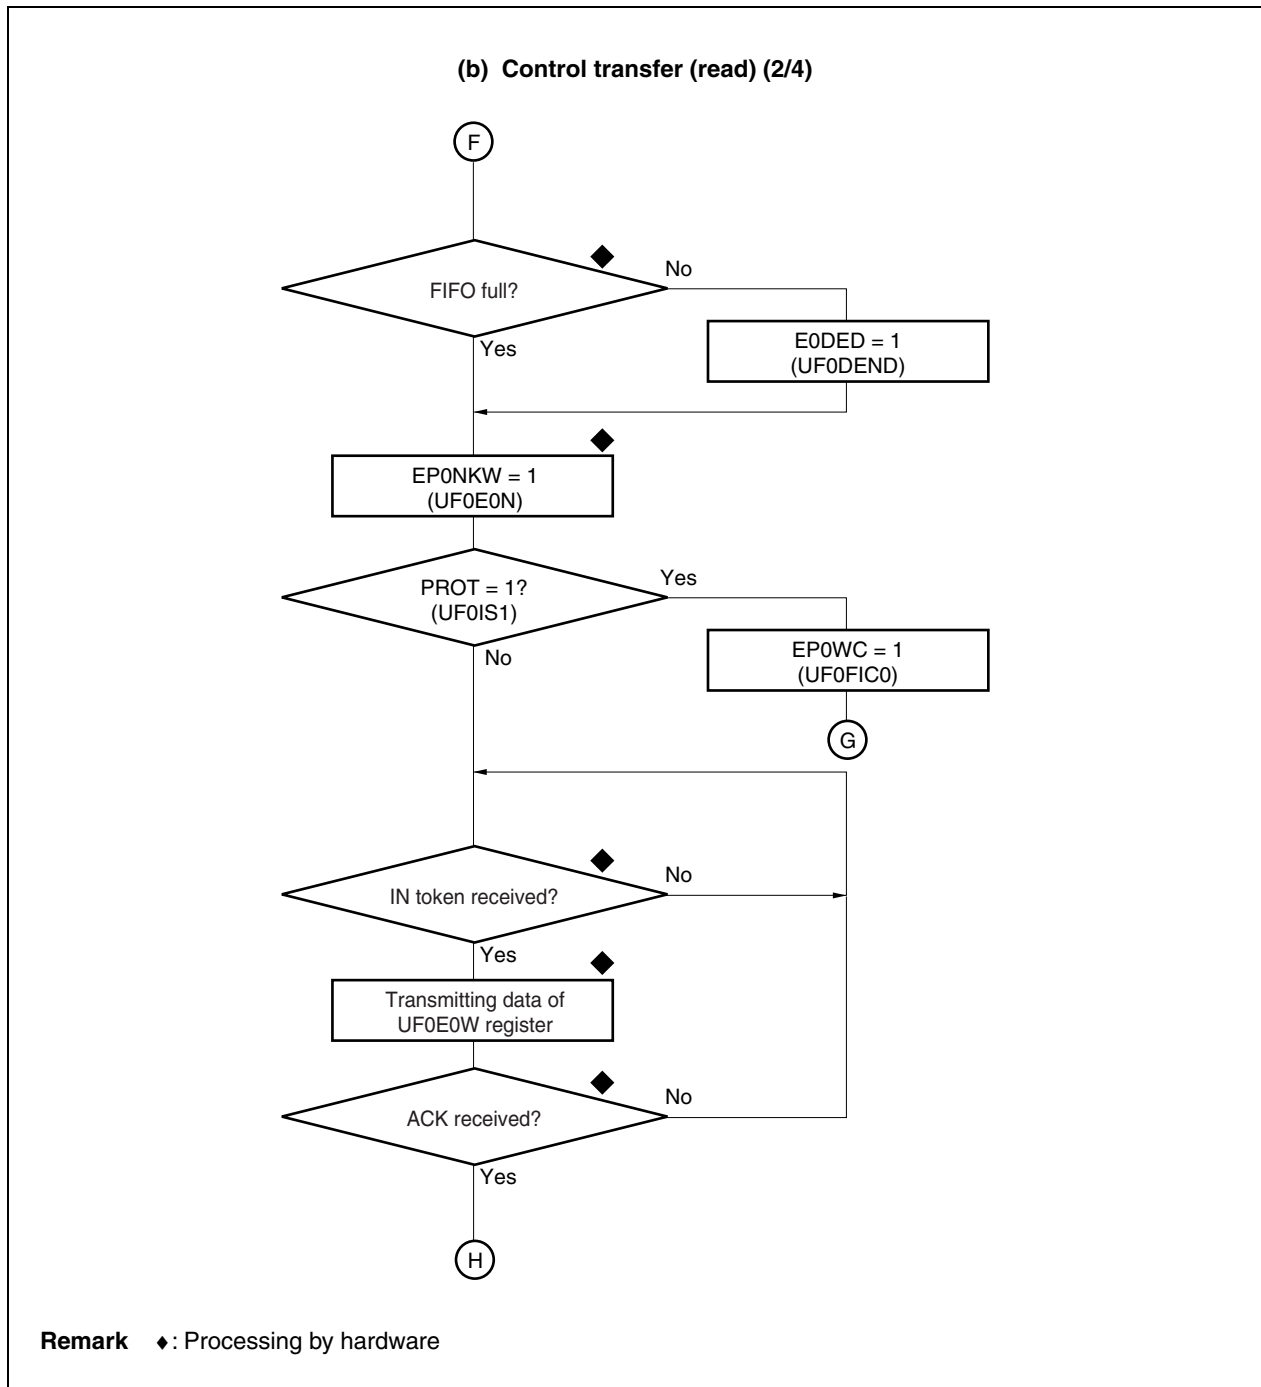 (b) Control transfer (read) (2/4)
F
FIFO full?
No
Yes
E0DED = 1
(UF0DEND)
EP0NKW = 1
(UF0E0N)
PROT = 1?
(UF0IS1)
Yes
No
EP0WC = 1
(UF0FIC0)
G
IN token received?
No
Yes
Transmitting data of
UF0E0W register
ACK received?
No
Yes
H
Remark ♦: Processing by hardware